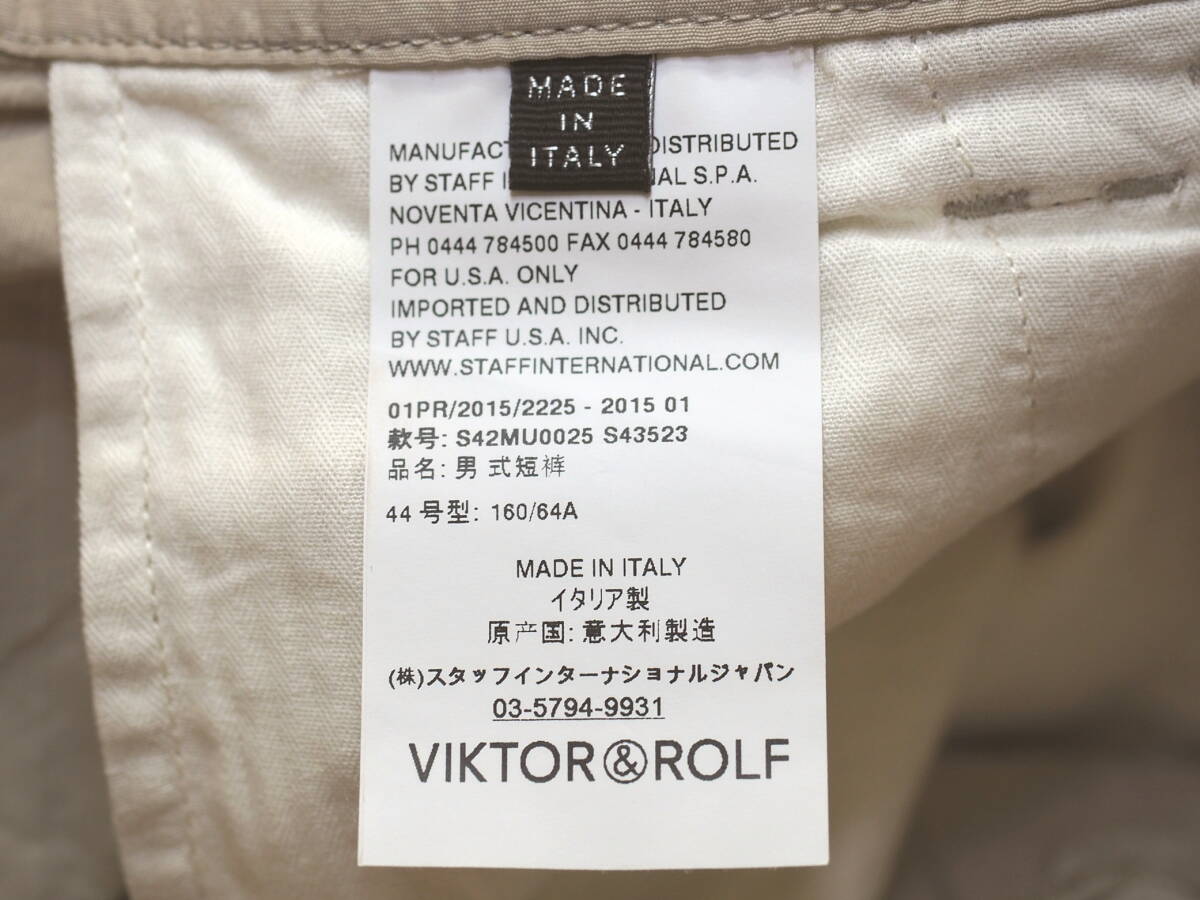 MADE
IN
ITALY
DISTRIBUTED
BY STAFF
S.P.A.
NOVENTA VICENTINA - ITALY
PH 0444 784500 FAX 0444 784580
FOR U.S.A. ONLY
IMPORTED AND DISTRIBUTED
BY STAFF U.S.A. INC.
WWW.STAFFINTERNATIONAL.COM
01PR/2015/2225 - 2015 01
款号: S42MU0025 S43523
品名: 男 式短裤
44 号型: 160/64A
MADE IN ITALY
イタリア製
原产国: 意大利製造
(株)スタッフインターナショナルジャパン
03-5794-9931
VIKTOR&ROLF